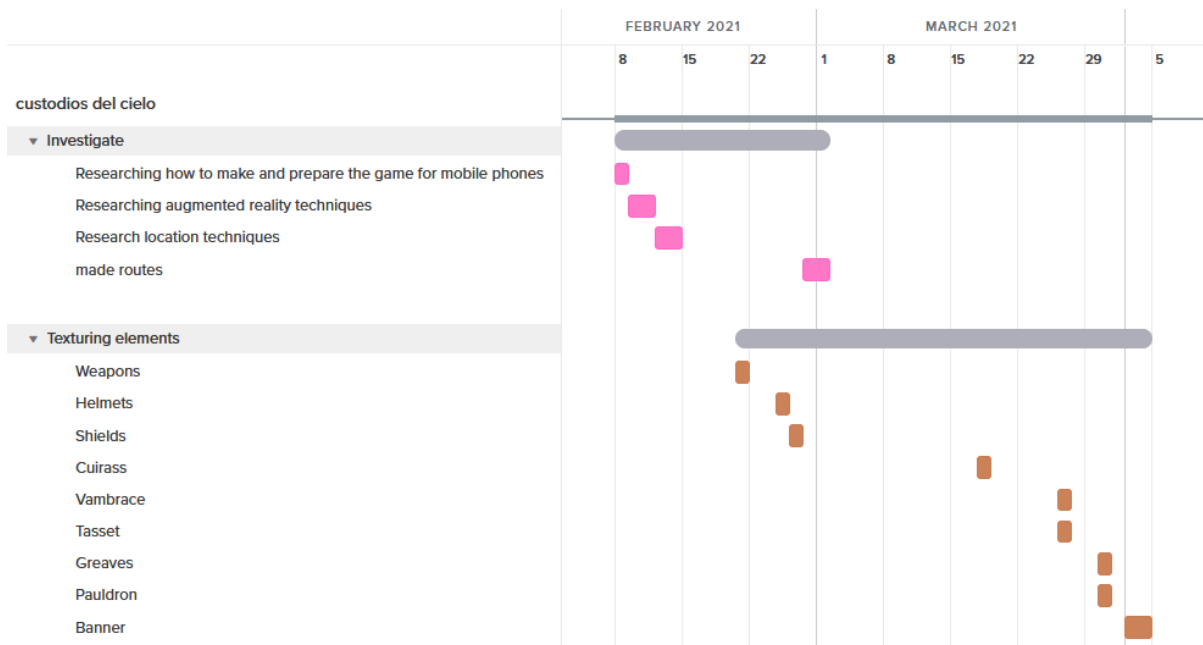 FEBRUARY 2021 MARCH 2021
8 15 22 1 8 15 22 29 5
custodios del cielo
Investigate
Researching how to make and prepare the game for mobile phones
Researching augmented reality techniques
Research location techniques
made routes
Texturing elements
Weapons
Helmets
Shields
Cuirass
Vambrace
Tasset
Greaves
Pauldron
Banner